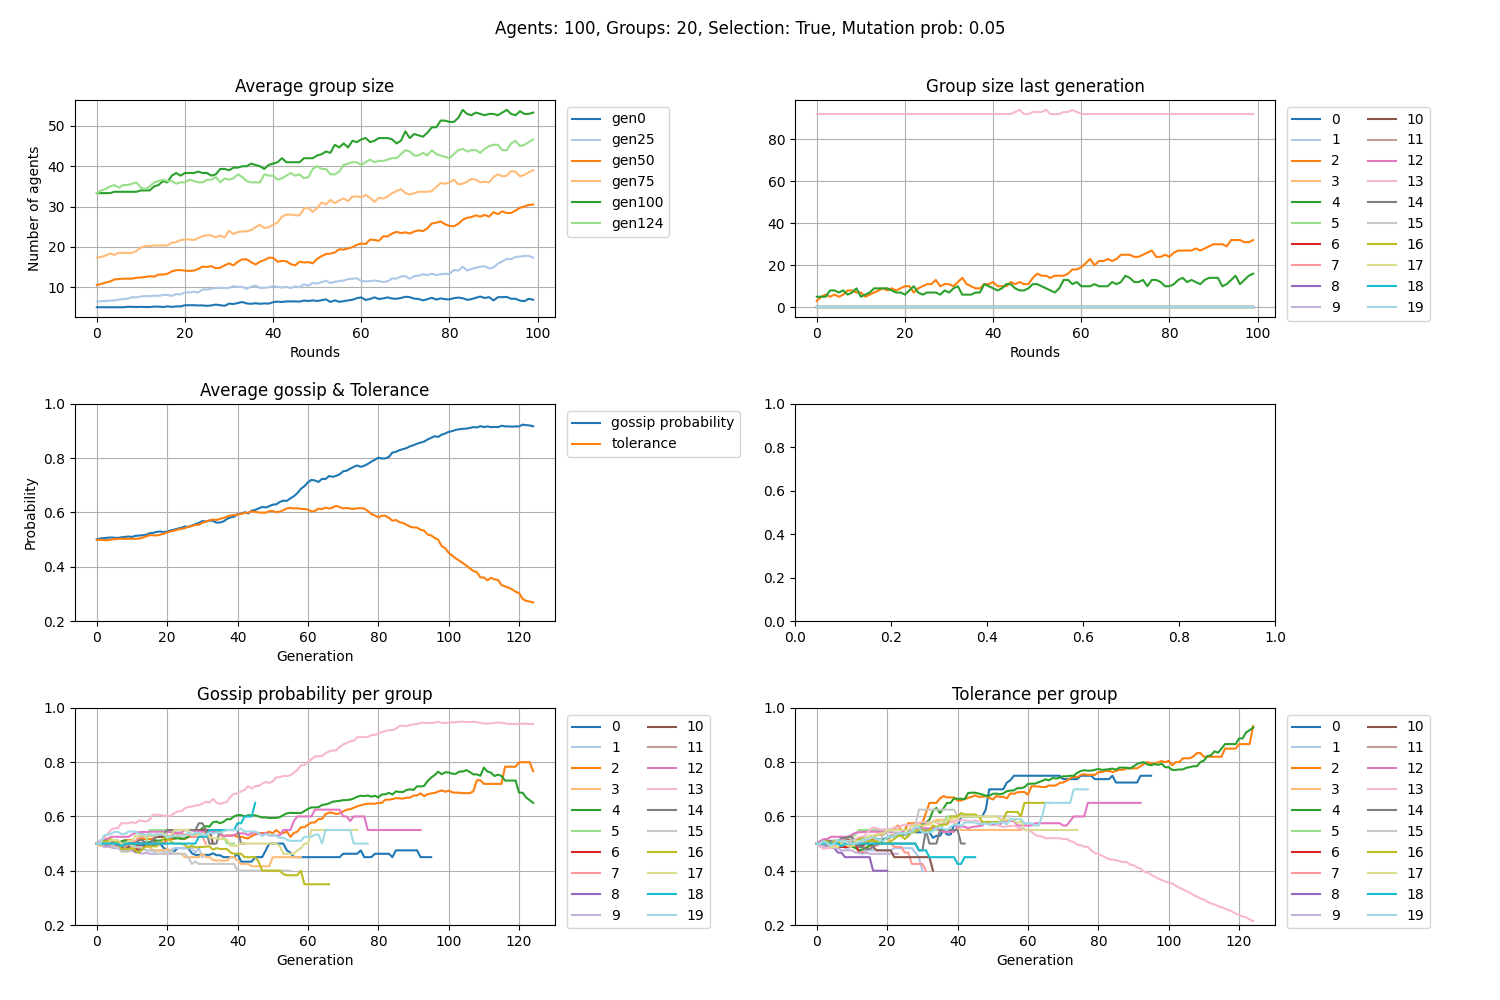 Agents: 100, Groups: 20, Selection: True, Mutation prob: 0.05
Average group size
Number of agents
50
40
30
20
10
0 20 40 60 80 100
Rounds
gen0
gen25
gen50
gen75
gen100
gen124
Group size last generation
80
60
40
20
0
0 20 40 60 80 100
Rounds
0 10
1 11
2 12
3 13
4 14
5 15
6 16
7 17
8 18
9 19
Average gossip & Tolerance
Probability
1.0
0.8
0.6
0.4
0.2
0 20 40 60 80 100 120
Generation
gossip probability
tolerance
1.0
0.8
0.6
0.4
0.2
0.0
0.0 0.2 0.4 0.6 0.8 1.0
Gossip probability per group
1.0
0.8
0.6
0.4
0.2
0 20 40 60 80 100 120
Generation
0 10
1 11
2 12
3 13
4 14
5 15
6 16
7 17
8 18
9 19
Tolerance per group
1.0
0.8
0.6
0.4
0.2
0 20 40 60 80 100 120
Generation
0 10
1 11
2 12
3 13
4 14
5 15
6 16
7 17
8 18
9 19